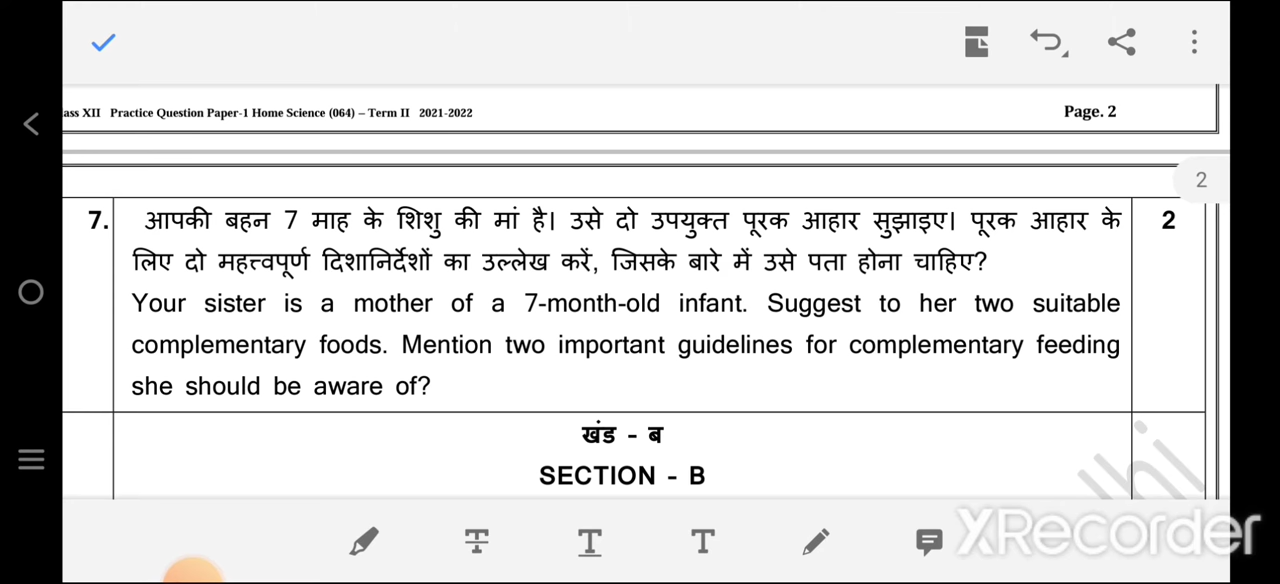 ass XII Practice Question Paper-1 Home Science (064) – Term II 2021-2022 Page. 2
2
7. आपकी बहन 7 माह के शिशु की मां है। उसे दो उपयुक्त पूरक आहार सुझाइए। पूरक आहार के 2
लिए दो महत्त्वपूर्ण दिशानिर्देशों का उल्लेख करें, जिसके बारे में उसे पता होना चाहिए?
Your sister is a mother of a 7-month-old infant. Suggest to her two suitable
complementary foods. Mention two important guidelines for complementary feeding
she should be aware of?
खंड - ब
SECTION - B
lhi
T T T
XRecorder